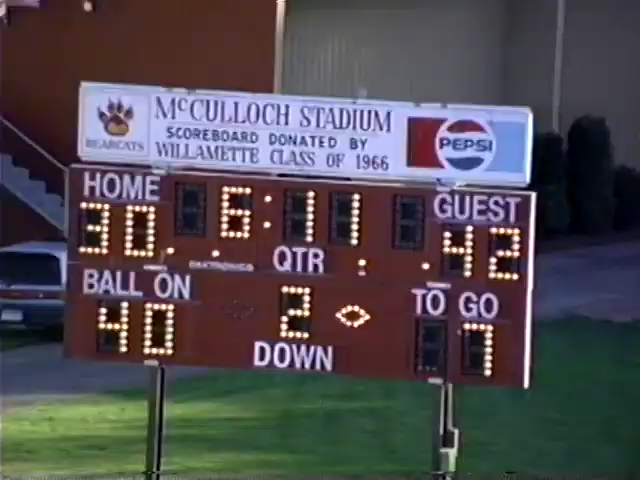 McCULLOCH STADIUM
BEARCATS
SCOREBOARD DONATED BY
PEPSI
WILLAMETTE CLASS OF 1966
HOME 6:11 GUEST
30 QTR 42
DAKTRONICS
BALL ON 2 TO GO
40 DOWN 7